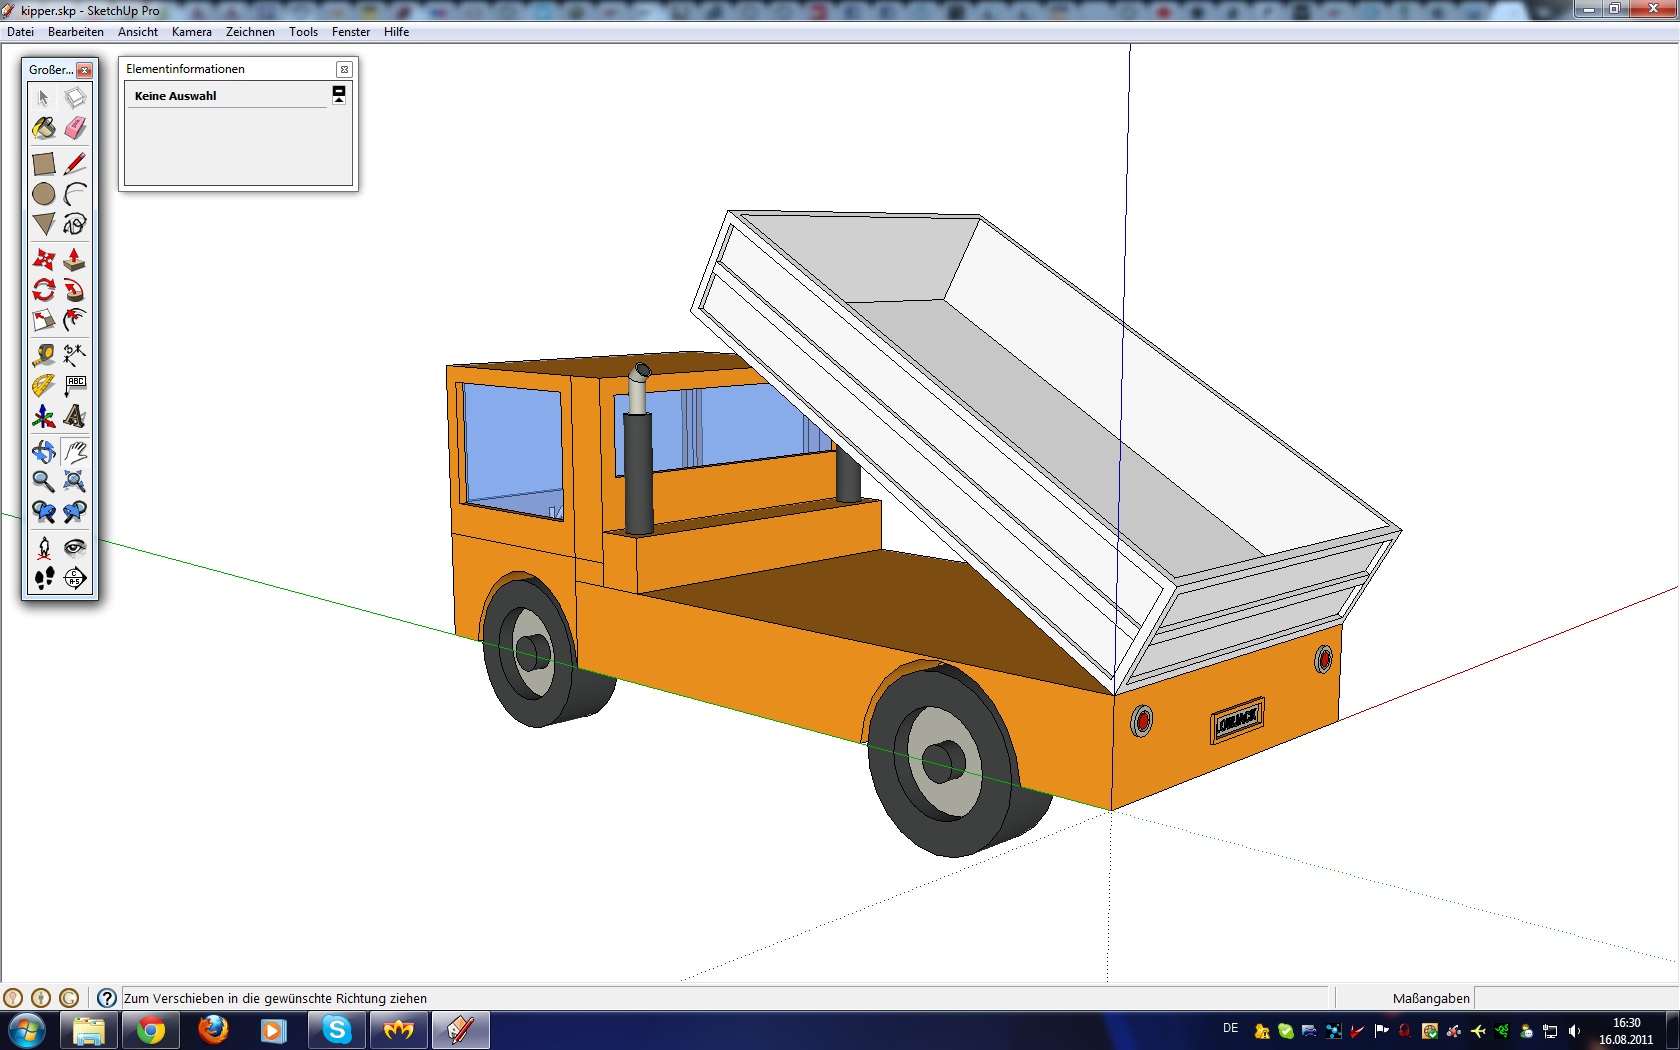 kipper.skp - SketchUp Pro
Datei Bearbeiten Ansicht Kamera Zeichnen Tools Fenster Hilfe
Großer...
Elementinformationen
Keine Auswahl
ABC
Zum Verschieben in die gewünschte Richtung ziehen
Maßangaben
DE
16:30
16.08.2011